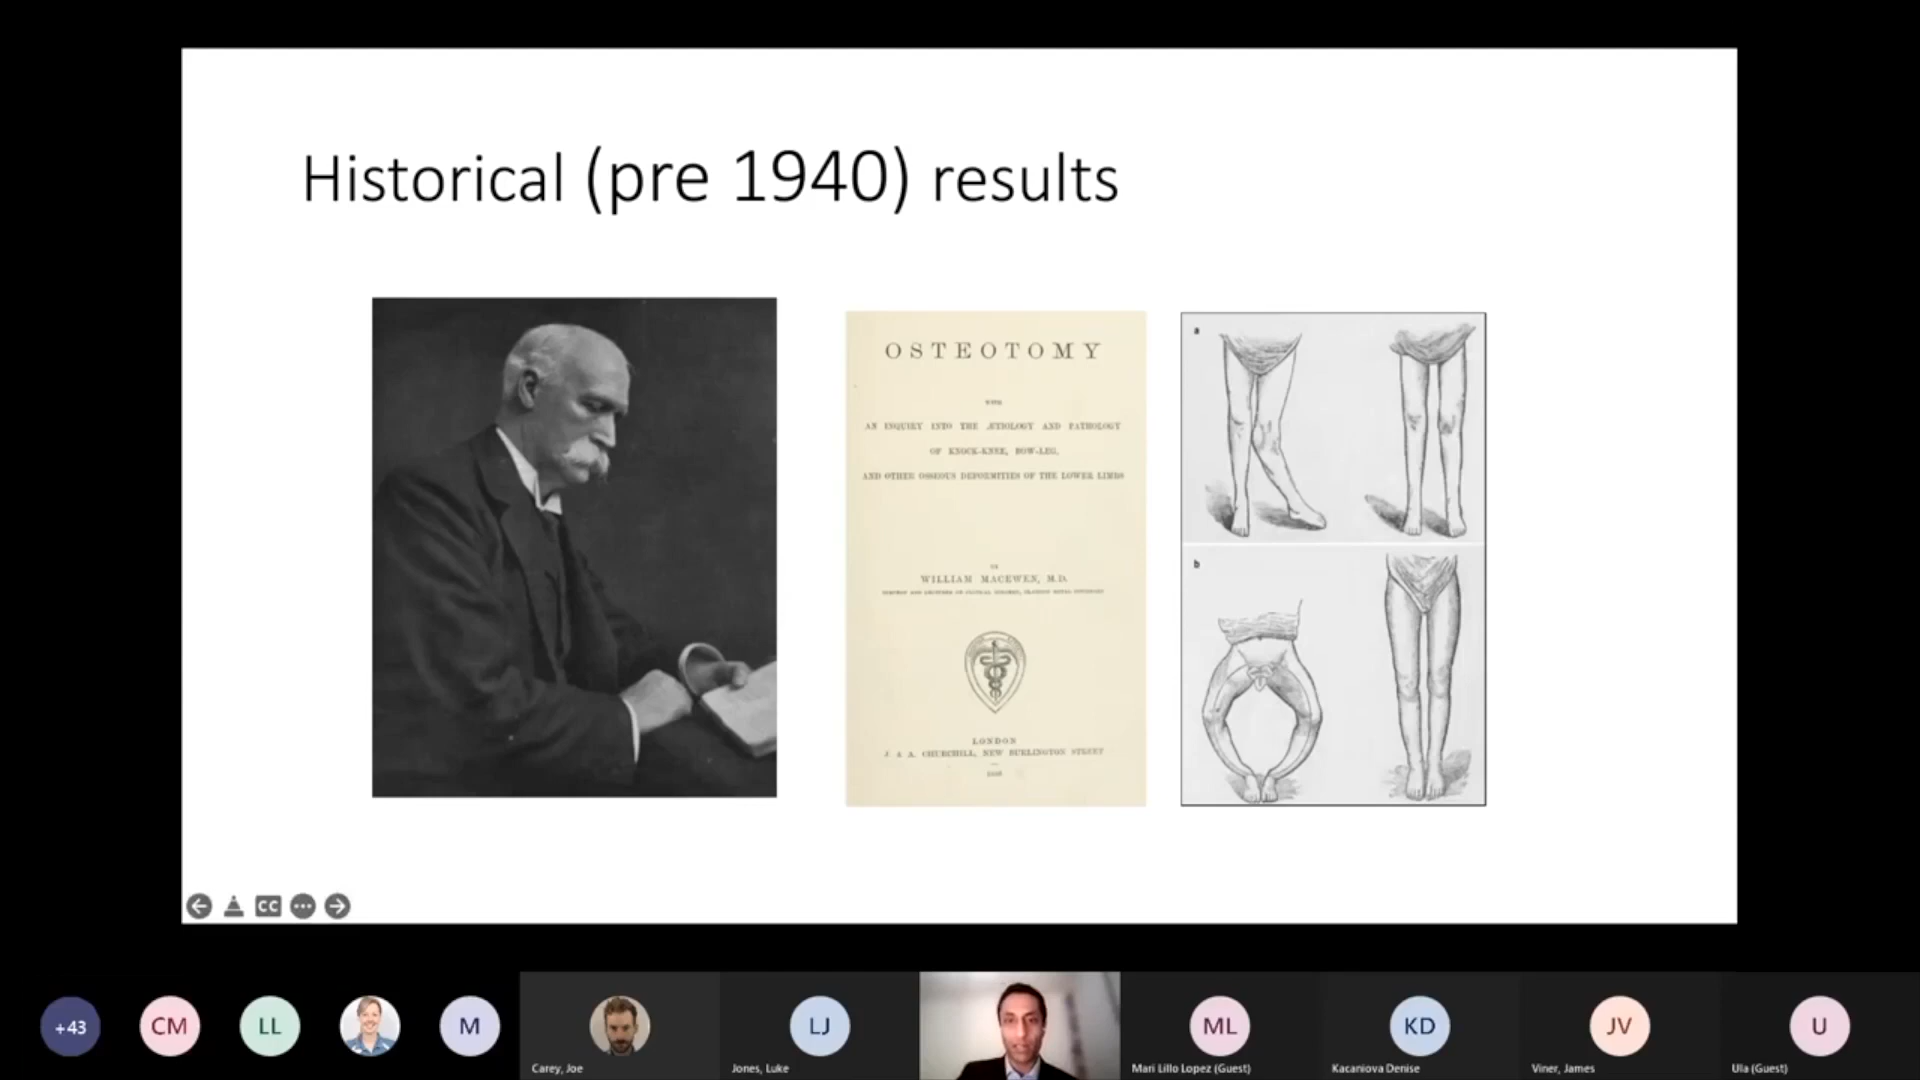 Historical (pre 1940) results
OSTEOTOMY
WITH
AN INQUIRY INTO THE ÆTIOLOGY AND PATHOLOGY
OF KNOCK-KNEE, BOW-LEG,
AND OTHER OSSEOUS DEFORMITIES OF THE LOWER LIMBS
BY
WILLIAM MACEWEN, M.D.
LONDON
J. & A. CHURCHILL, NEW BURLINGTON STREET
a
b
CC
+43
CM
LL
M
LJ
ML
KD
JV
U
Carey, Joe
Jones, Luke
Mari Lillo Lopez (Guest)
Kacaniova Denise
Viner, James
Ula (Guest)